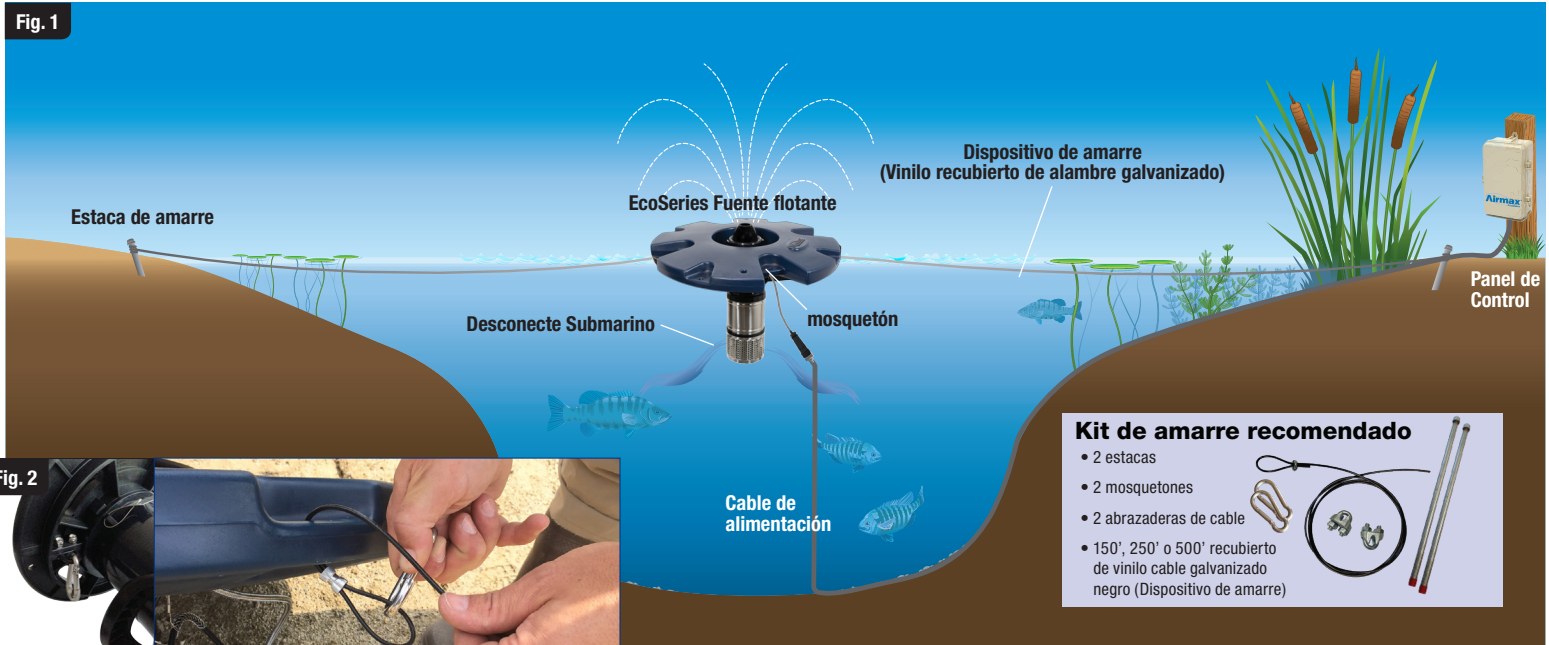 Fig. 1
Dispositivo de amarre
(Vinilo recubierto de alambre galvanizado)
EcoSeries Fuente flotante
Estaca de amarre
Airmax
Panel de
Control
Desconecte Submarino
mosquetón
Kit de amarre recomendado
• 2 estacas
• 2 mosquetones
• 2 abrazaderas de cable
• 150’, 250’ o 500’ recubierto
de vinilo cable galvanizado
negro (Dispositivo de amarre)
Fig. 2
Cable de
alimentación